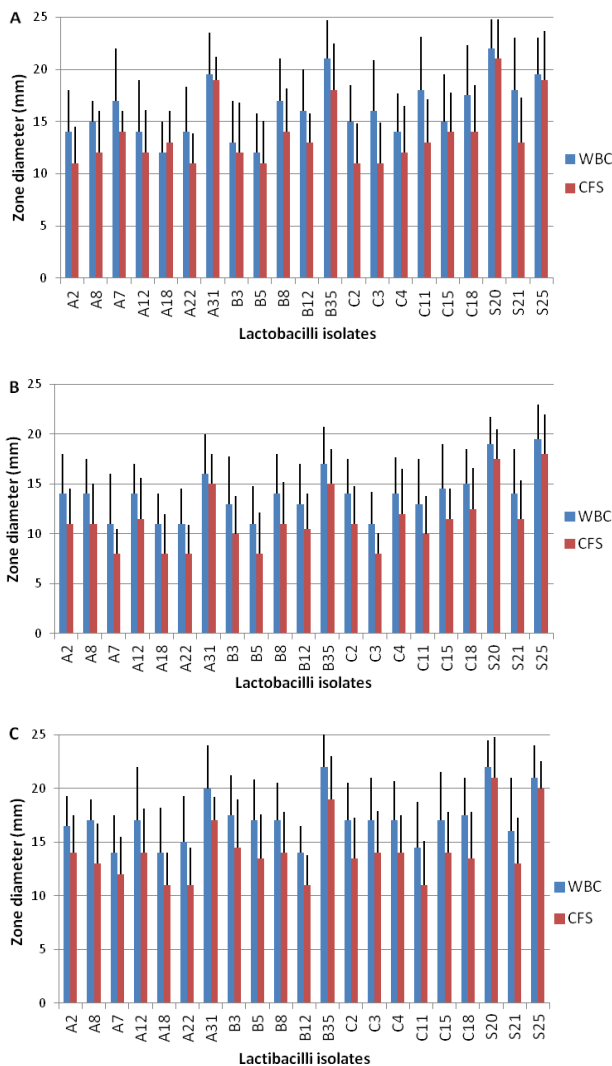 A
Zone diameter (mm)
25
20
15
10
5
0
A2 A8 A7 A12 A18 A22 A31 B3 B5 B8 B12 B35 C2 C3 C4 C11 C15 C18 S20 S21 S25
Lactobacilli isolates
WBC
CFS
B
Zone diameter (mm)
25
20
15
10
5
0
A2 A8 A7 A12 A18 A22 A31 B3 B5 B8 B12 B35 C2 C3 C4 C11 C15 C18 S20 S21 S25
Lactobacilli isolates
WBC
CFS
C
Zone diameter (mm)
25
20
15
10
5
0
A2 A8 A7 A12 A18 A22 A31 B3 B5 B8 B12 B35 C2 C3 C4 C11 C15 C18 S20 S21 S25
Lactibacilli isolates
WBC
CFS